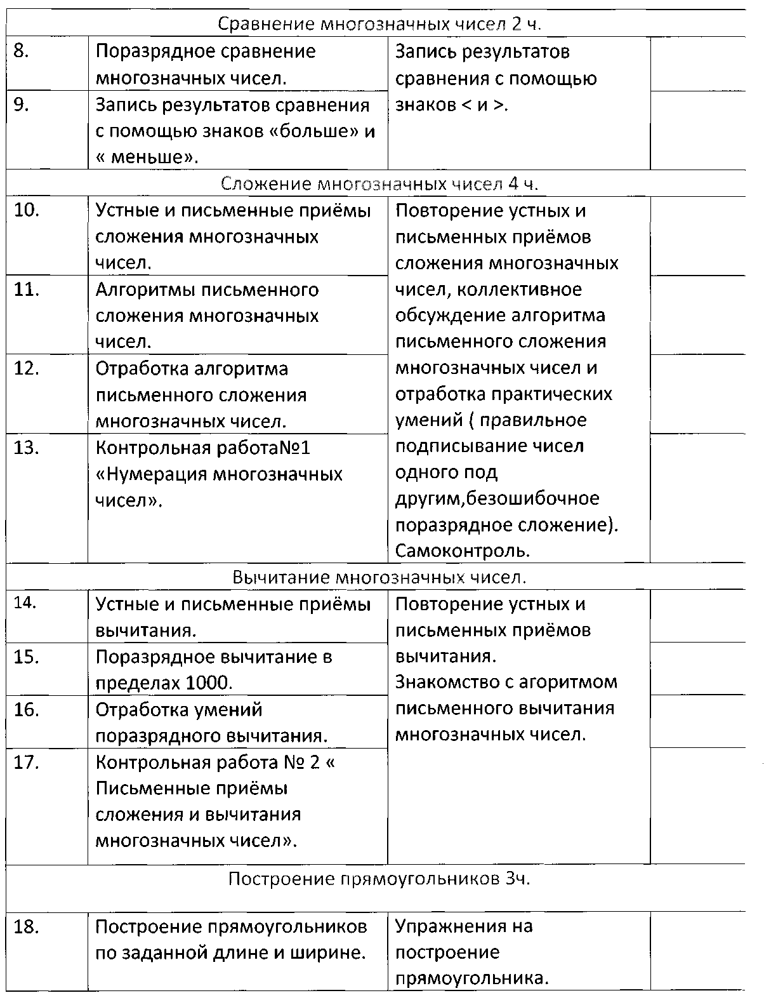 Сравнение многозначных чисел 2 ч.
8.
Поразрядное сравнение
многозначных чисел.
Запись результатов
сравнения с помощью
знаков < и >.
9.
Запись результатов сравнения
с помощью знаков «больше» и
« меньше».
Сложение многозначных чисел 4 ч.
10.
Устные и письменные приёмы
сложения многозначных
чисел.
Повторение устных и
письменных приёмов
сложения многозначных
чисел, коллективное
обсуждение алгоритма
письменного сложения
многозначных чисел и
отработка практических
умений ( правильное
подписывание чисел
одного под
другим,безошибочное
поразрядное сложение).
Самоконтроль.
11.
Алгоритмы письменного
сложения многозначных
чисел.
12.
Отработка алгоритма
письменного сложения
многозначных чисел.
13.
Контрольная работа№1
«Нумерация многозначных
чисел».
Вычитание многозначных чисел.
14.
Устные и письменные приёмы
вычитания.
Повторение устных и
письменных приёмов
вычитания.
Знакомство с агоритмом
письменного вычитания
многозначных чисел.
15.
Поразрядное вычитание в
пределах 1000.
16.
Отработка умений
поразрядного вычитания.
17.
Контрольная работа № 2 «
Письменные приёмы
сложения и вычитания
многозначных чисел».
Построение прямоугольников 3ч.
18.
Построение прямоугольников
по заданной длине и ширине.
Упражнения на
построение
прямоугольника.